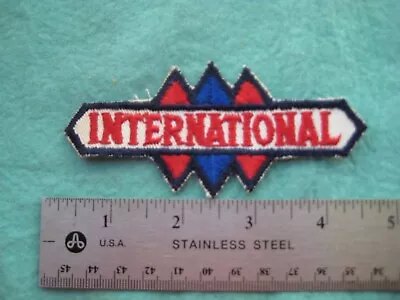 INTERNATIONAL
1 2 3 4 5
U.S.A. STAINLESS STEEL
45 44 43 42 41 40 39 38 37 36 35 34